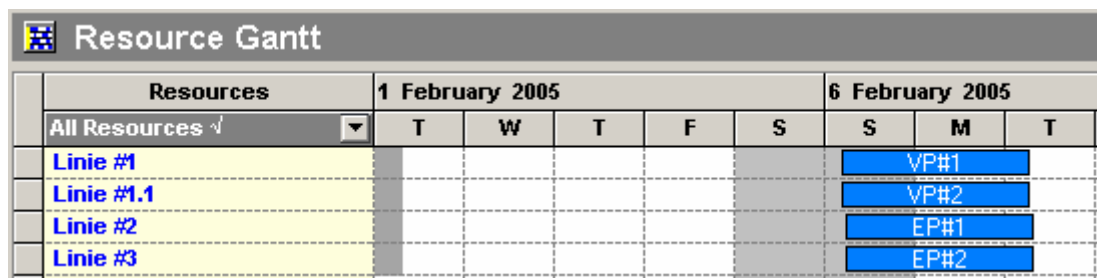 Resource Gantt
Resources 1 February 2005 6 February 2005
All Resources √ T W T F S S M T
Linie #1 VP#1
Linie #1.1 VP#2
Linie #2 EP#1
Linie #3 EP#2